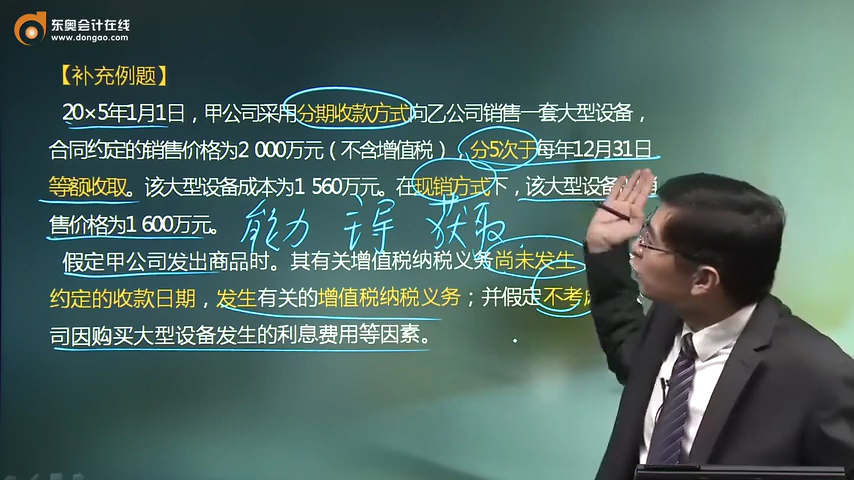 东奥会计在线
www.dongao.com
【补充例题】
20×5年1月1日，甲公司采用分期收款方式向乙公司销售一套大型设备，
合同约定的销售价格为2 000万元（不含增值税），分5次于每年12月31日
等额收取。该大型设备成本为1 560万元。在现销方式下，该大型设备
售价格为1 600万元。
能力 获取
假定甲公司发出商品时。其有关增值税纳税义务尚未发生
约定的收款日期，发生有关的增值税纳税义务；并假定不考
司因购买大型设备发生的利息费用等因素。